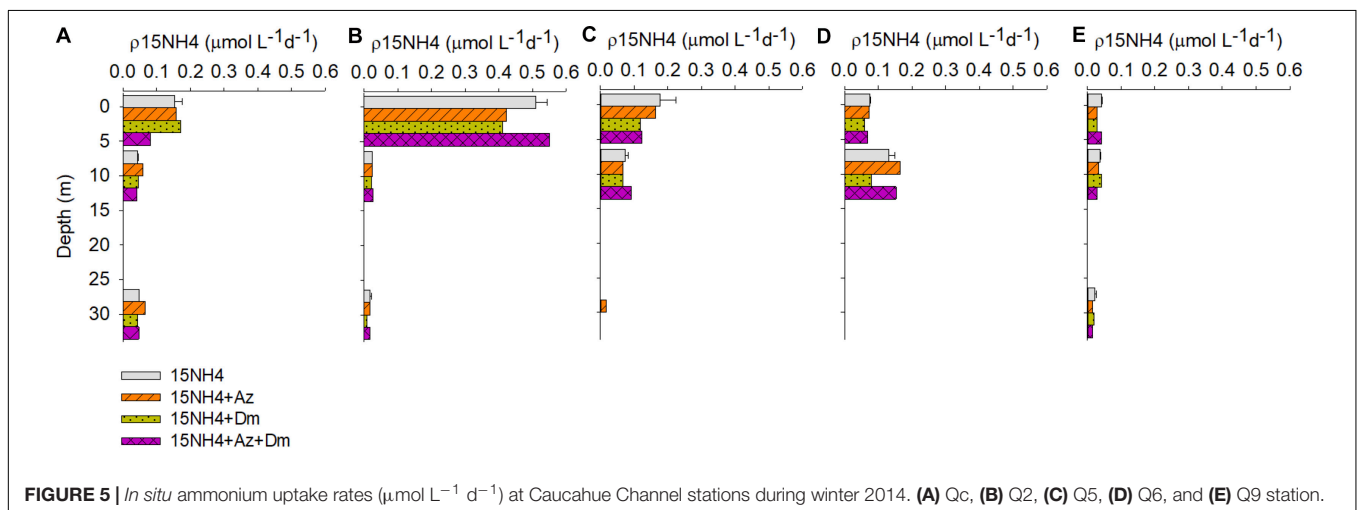 A B C D E
ρ15NH4 (μmol L-1d-1) ρ15NH4 (μmol L-1d-1) ρ15NH4 (μmol L-1d-1) ρ15NH4 (μmol L-1d-1) ρ15NH4 (μmol L-1d-1)
0.0 0.1 0.2 0.3 0.4 0.5 0.6 0.0 0.1 0.2 0.3 0.4 0.5 0.6 0.0 0.1 0.2 0.3 0.4 0.5 0.6 0.0 0.1 0.2 0.3 0.4 0.5 0.6 0.0 0.1 0.2 0.3 0.4 0.5 0.6
Depth (m)
0
5
10
15
20
25
30
15NH4
15NH4+Az
15NH4+Dm
15NH4+Az+Dm
FIGURE 5 | In situ ammonium uptake rates (μmol L−1 d−1) at Caucahue Channel stations during winter 2014. (A) Qc, (B) Q2, (C) Q5, (D) Q6, and (E) Q9 station.